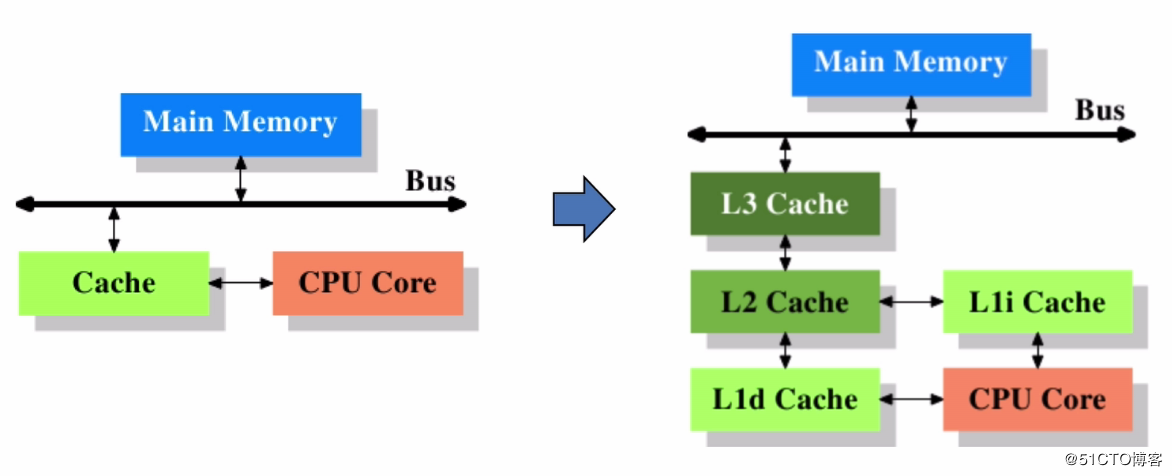 Main Memory
Bus
Cache
CPU Core
Main Memory
Bus
L3 Cache
L2 Cache
L1i Cache
L1d Cache
CPU Core
@51CTO博客